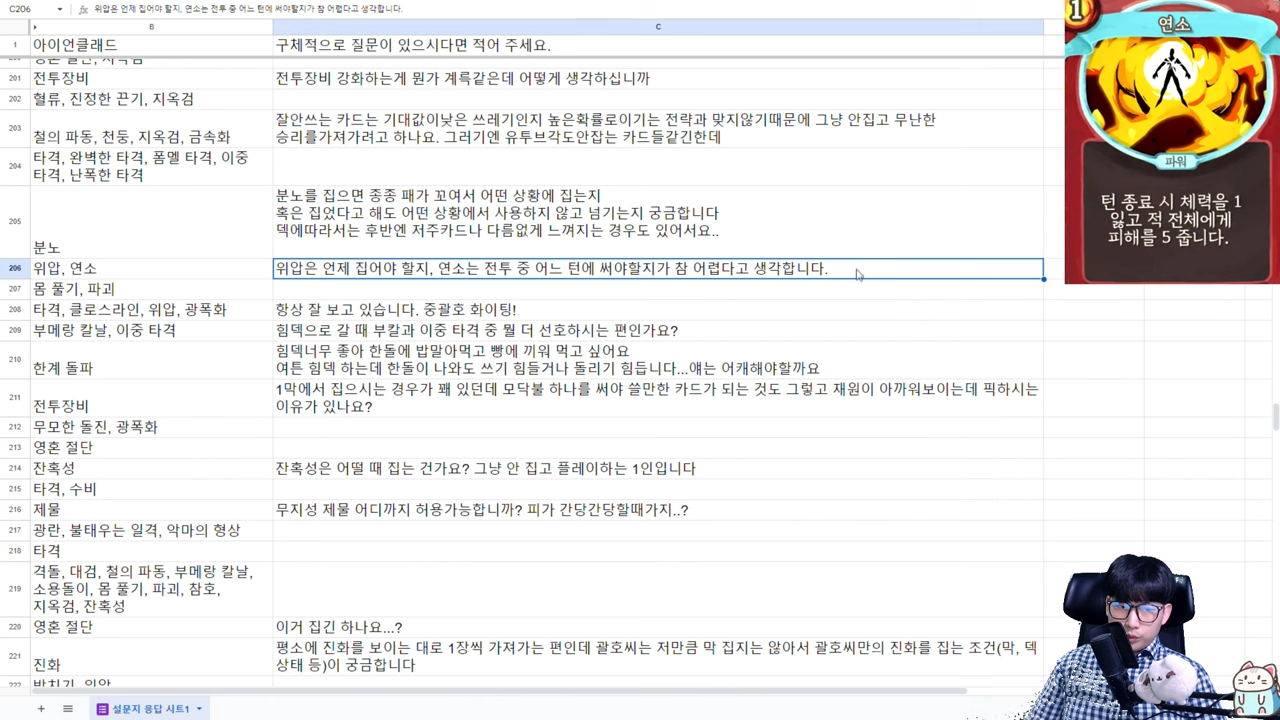 C206
fx 위압은 언제 집어야 할지, 연소는 전투 중 어느 턴에 써야할지가 참 어렵다고 생각합니다.
B
C
1
아이언클래드
구체적으로 질문이 있으시다면 적어 주세요.
201
전투장비
전투장비 강화하는게 뭔가 계륵같은데 어떻게 생각하십니까
202
혈류, 진정한 끈기, 지옥검
203
철의 파동, 천둥, 지옥검, 금속화
잘안쓰는 카드는 기대값이낮은 쓰레기인지 높은확률로이기는 전략과 맞지않기때문에 그냥 안집고 무난한
승리를가져가려고 하나요. 그러기엔 유투브각도안잡는 카드들같긴한데
204
타격, 완벽한 타격, 폼멜 타격, 이중
타격, 난폭한 타격
205
분노
분노를 집으면 종종 패가 꼬여서 어떤 상황에 집는지
혹은 집었다고 해도 어떤 상황에서 사용하지 않고 넘기는지 궁금합니다
덱에따라서는 후반엔 저주카드나 다름없게 느껴지는 경우도 있어서요..
206
위압, 연소
위압은 언제 집어야 할지, 연소는 전투 중 어느 턴에 써야할지가 참 어렵다고 생각합니다.
207
몸 풀기, 파괴
208
타격, 클로스라인, 위압, 광폭화
항상 잘 보고 있습니다. 중괄호 화이팅!
209
부메랑 칼날, 이중 타격
힘덱으로 갈 때 부칼과 이중 타격 중 뭘 더 선호하시는 편인가요?
210
한계 돌파
힘덱너무 좋아 한돌에 밥말아먹고 빵에 끼워 먹고 싶어요
여튼 힘덱 하는데 한돌이 나와도 쓰기 힘들거나 돌리기 힘듭니다...얘는 어캐해야할까요
211
전투장비
1막에서 집으시는 경우가 꽤 있던데 모닥불 하나를 써야 쓸만한 카드가 되는 것도 그렇고 재원이 아까워보이는데 픽하시는
이유가 있나요?
212
무모한 돌진, 광폭화
213
영혼 절단
214
잔혹성
잔혹성은 어떨 때 집는 건가요? 그냥 안 집고 플레이하는 1인입니다
215
타격, 수비
216
제물
무지성 제물 어디까지 허용가능합니까? 피가 간당간당할때가지..?
217
광란, 불태우는 일격, 악마의 형상
218
타격
219
격돌, 대검, 철의 파동, 부메랑 칼날,
소용돌이, 몸 풀기, 파괴, 참호,
지옥검, 잔혹성
220
영혼 절단
이거 집긴 하나요...?
221
진화
평소에 진화를 보이는 대로 1장씩 가져가는 편인데 괄호씨는 저만큼 막 집지는 않아서 괄호씨만의 진화를 집는 조건(막, 덱
상태 등)이 궁금합니다
222
설문지 응답 시트1
1
연소
파워
턴 종료 시 체력을 1
잃고 적 전체에게
피해를 5 줍니다.